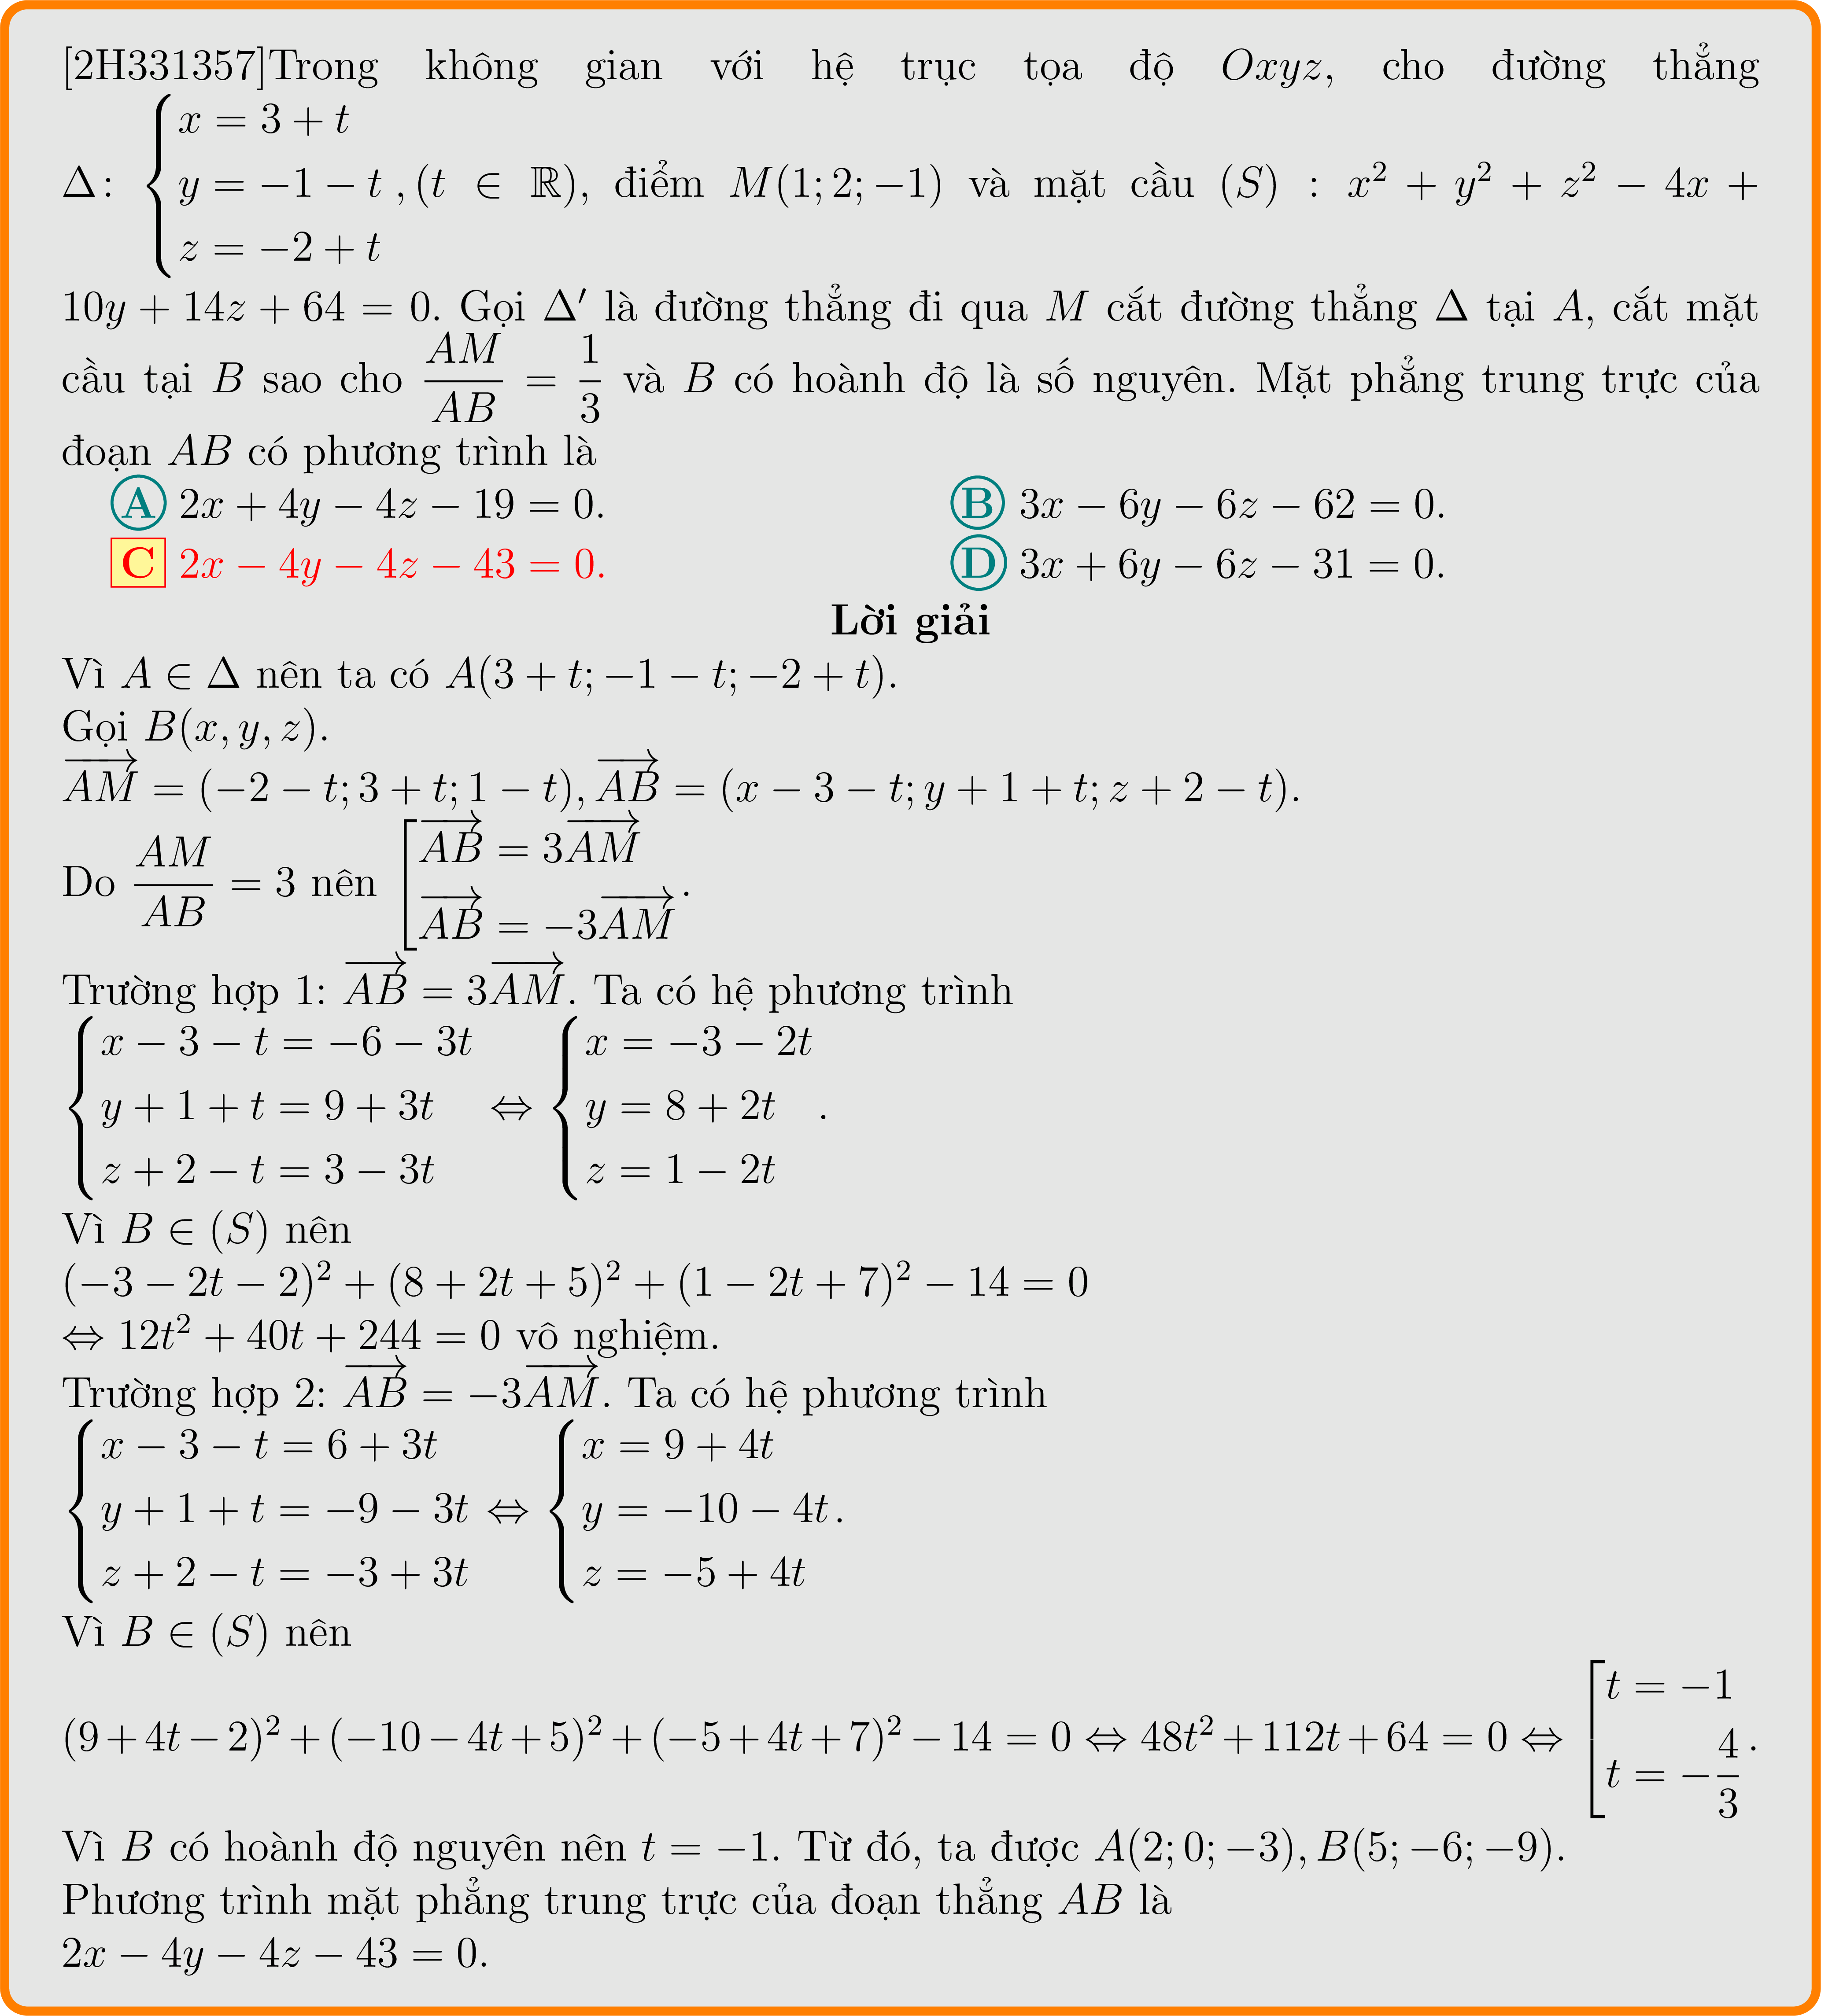 [2H331357]Trong không gian với hệ trục tọa độ $Oxyz$, cho đường thẳng
$\Delta\colon \begin{cases} x = 3 + t \\ y = -1 - t \\ z = -2 + t \end{cases}, (t \in \mathbb{R})$, điểm $M(1; 2; -1)$ và mặt cầu $(S) : x^2 + y^2 + z^2 - 4x +$
$10y + 14z + 64 = 0$. Gọi $\Delta'$ là đường thẳng đi qua $M$ cắt đường thẳng $\Delta$ tại $A$, cắt mặt
cầu tại $B$ sao cho $\dfrac{AM}{AB} = \dfrac{1}{3}$ và $B$ có hoành độ là số nguyên. Mặt phẳng trung trực của
đoạn $AB$ có phương trình là
A $2x + 4y - 4z - 19 = 0$. B $3x - 6y - 6z - 62 = 0$.
C $2x - 4y - 4z - 43 = 0$. D $3x + 6y - 6z - 31 = 0$.
Lời giải
Vì $A \in \Delta$ nên ta có $A(3 + t; -1 - t; -2 + t)$.
Gọi $B(x, y, z)$.
$\overrightarrow{AM} = (-2 - t; 3 + t; 1 - t), \overrightarrow{AB} = (x - 3 - t; y + 1 + t; z + 2 - t)$.
Do $\dfrac{AM}{AB} = 3$ nên $\left[\begin{array}{l} \overrightarrow{AB} = 3\overrightarrow{AM} \\ \overrightarrow{AB} = -3\overrightarrow{AM} \end{array}\right.$.
Trường hợp 1: $\overrightarrow{AB} = 3\overrightarrow{AM}$. Ta có hệ phương trình
$\begin{cases} x - 3 - t = -6 - 3t \\ y + 1 + t = 9 + 3t \\ z + 2 - t = 3 - 3t \end{cases} \Leftrightarrow \begin{cases} x = -3 - 2t \\ y = 8 + 2t \\ z = 1 - 2t \end{cases}$.
Vì $B \in (S)$ nên
$(-3 - 2t - 2)^2 + (8 + 2t + 5)^2 + (1 - 2t + 7)^2 - 14 = 0$
$\Leftrightarrow 12t^2 + 40t + 244 = 0$ vô nghiệm.
Trường hợp 2: $\overrightarrow{AB} = -3\overrightarrow{AM}$. Ta có hệ phương trình
$\begin{cases} x - 3 - t = 6 + 3t \\ y + 1 + t = -9 - 3t \\ z + 2 - t = -3 + 3t \end{cases} \Leftrightarrow \begin{cases} x = 9 + 4t \\ y = -10 - 4t \\ z = -5 + 4t \end{cases}$.
Vì $B \in (S)$ nên
$(9 + 4t - 2)^2 + (-10 - 4t + 5)^2 + (-5 + 4t + 7)^2 - 14 = 0 \Leftrightarrow 48t^2 + 112t + 64 = 0 \Leftrightarrow \left[\begin{array}{l} t = -1 \\ t = -\dfrac{4}{3} \end{array}\right.$.
Vì $B$ có hoành độ nguyên nên $t = -1$. Từ đó, ta được $A(2; 0; -3), B(5; -6; -9)$.
Phương trình mặt phẳng trung trực của đoạn thẳng $AB$ là
$2x - 4y - 4z - 43 = 0$.